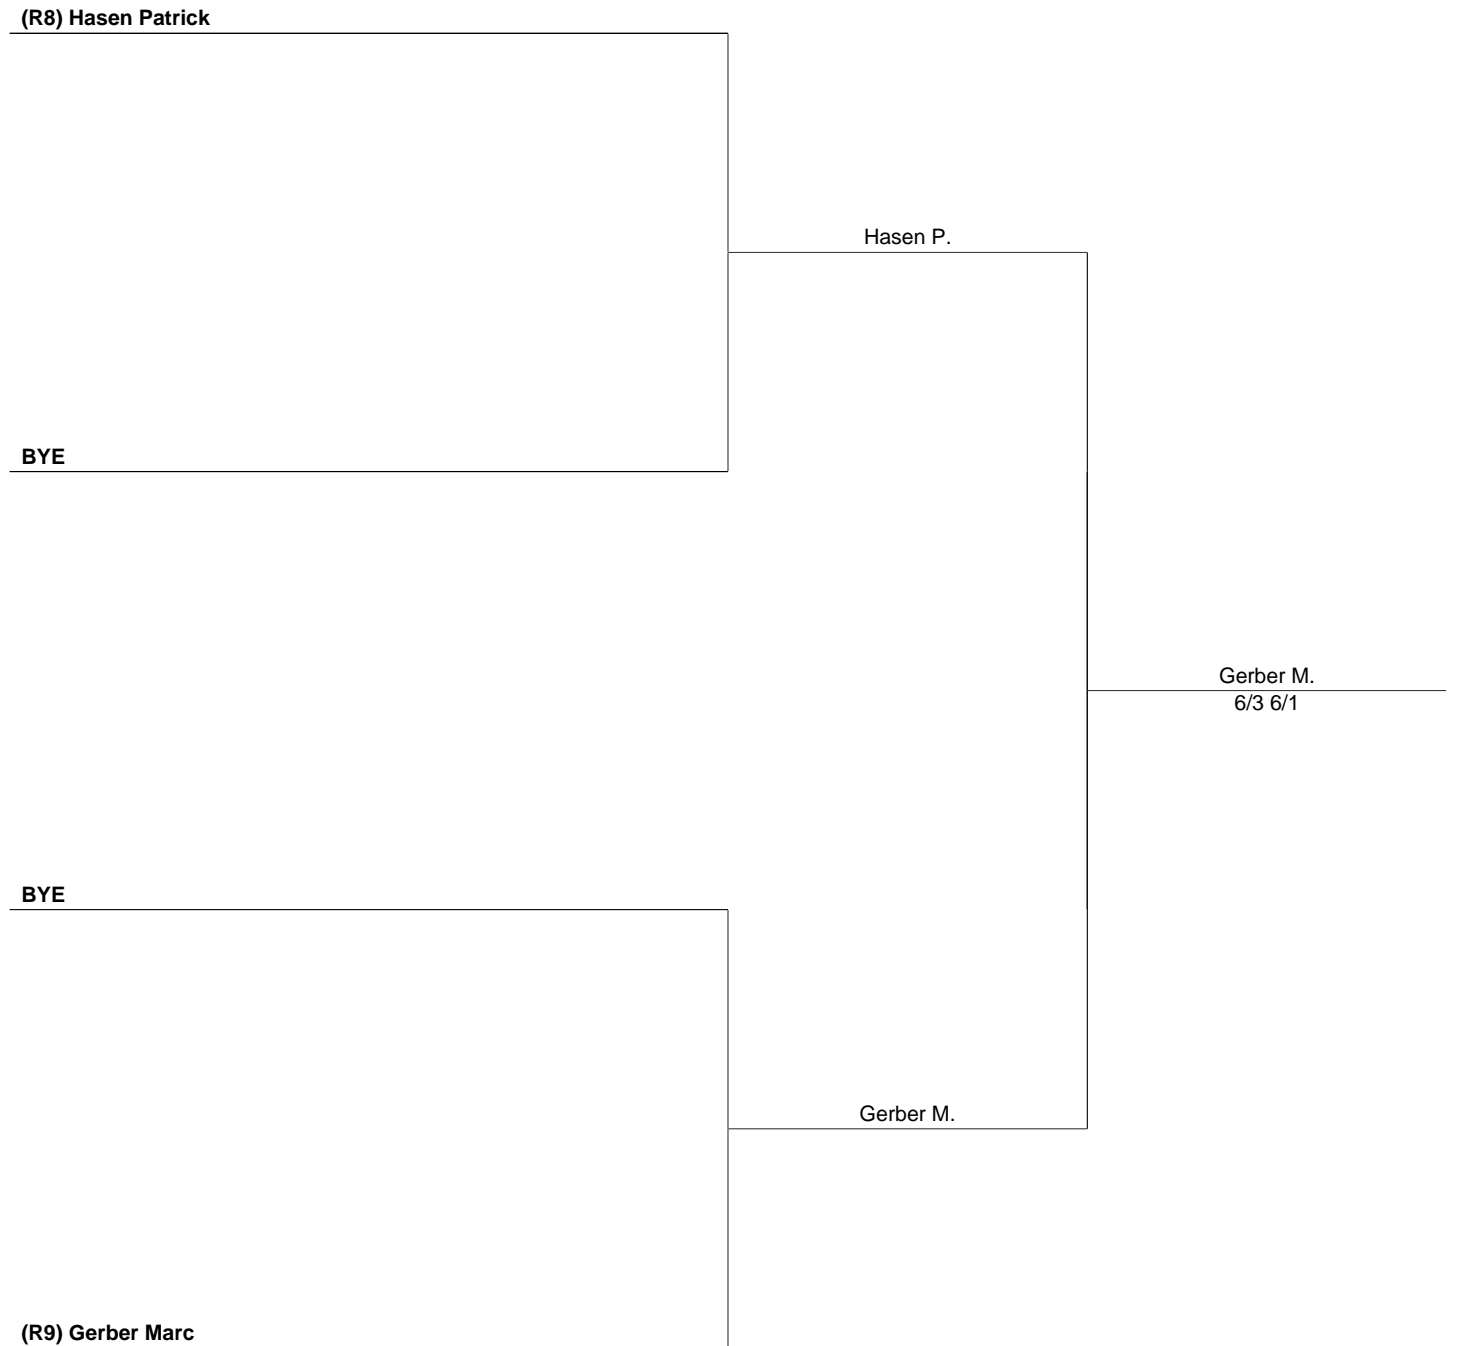 (R8) Hasen Patrick
Hasen P.
BYE
Gerber M.
6/3 6/1
BYE
Gerber M.
(R9) Gerber Marc